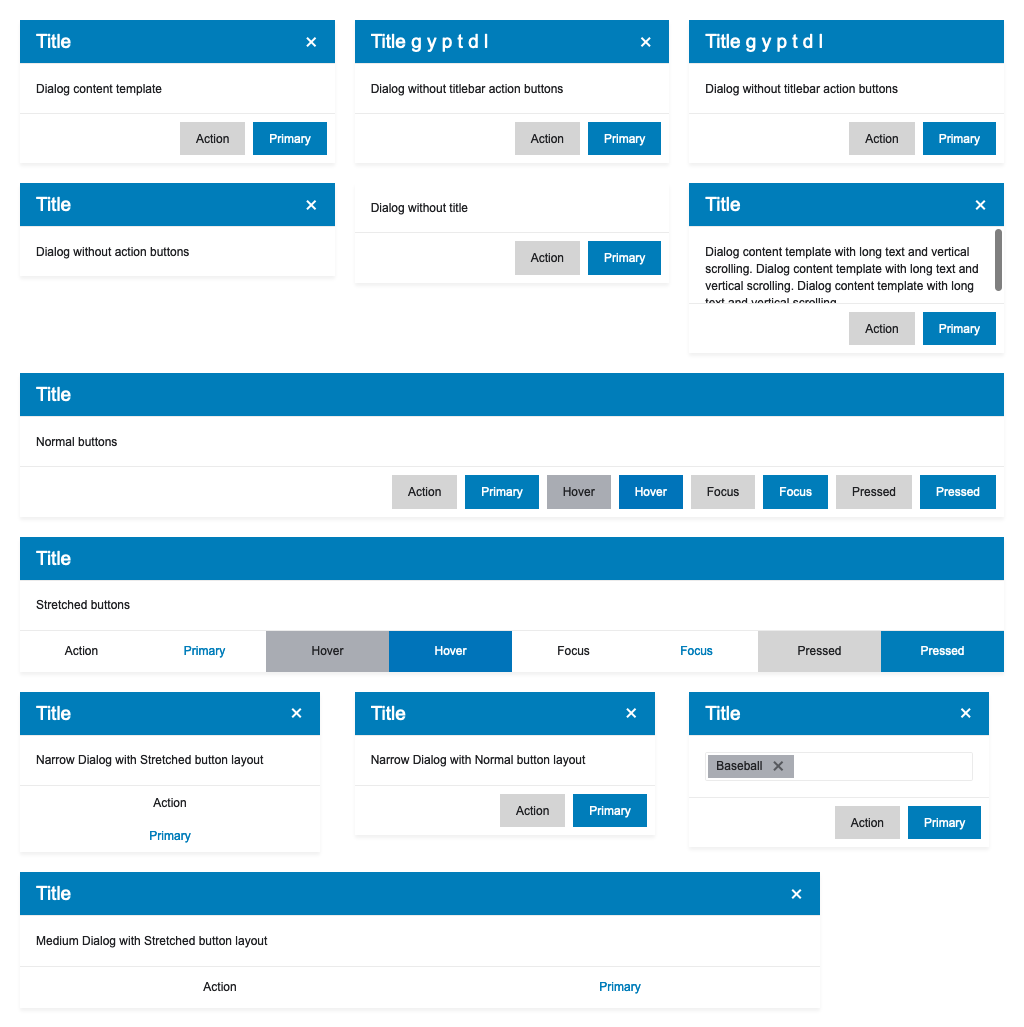 Title
Dialog content template
Action Primary
Title g y p t d l
Dialog without titlebar action buttons
Action Primary
Title g y p t d l
Dialog without titlebar action buttons
Action Primary
Title
Dialog without action buttons
Dialog without title
Action Primary
Title
Dialog content template with long text and vertical
scrolling. Dialog content template with long text and
vertical scrolling. Dialog content template with long
text and vertical scrolling.
Action Primary
Title
Normal buttons
Action Primary Hover Hover Focus Focus Pressed Pressed
Title
Stretched buttons
Action Primary Hover Hover Focus Focus Pressed Pressed
Title
Narrow Dialog with Stretched button layout
Action
Primary
Title
Narrow Dialog with Normal button layout
Action Primary
Title
Baseball
Action Primary
Title
Medium Dialog with Stretched button layout
Action Primary